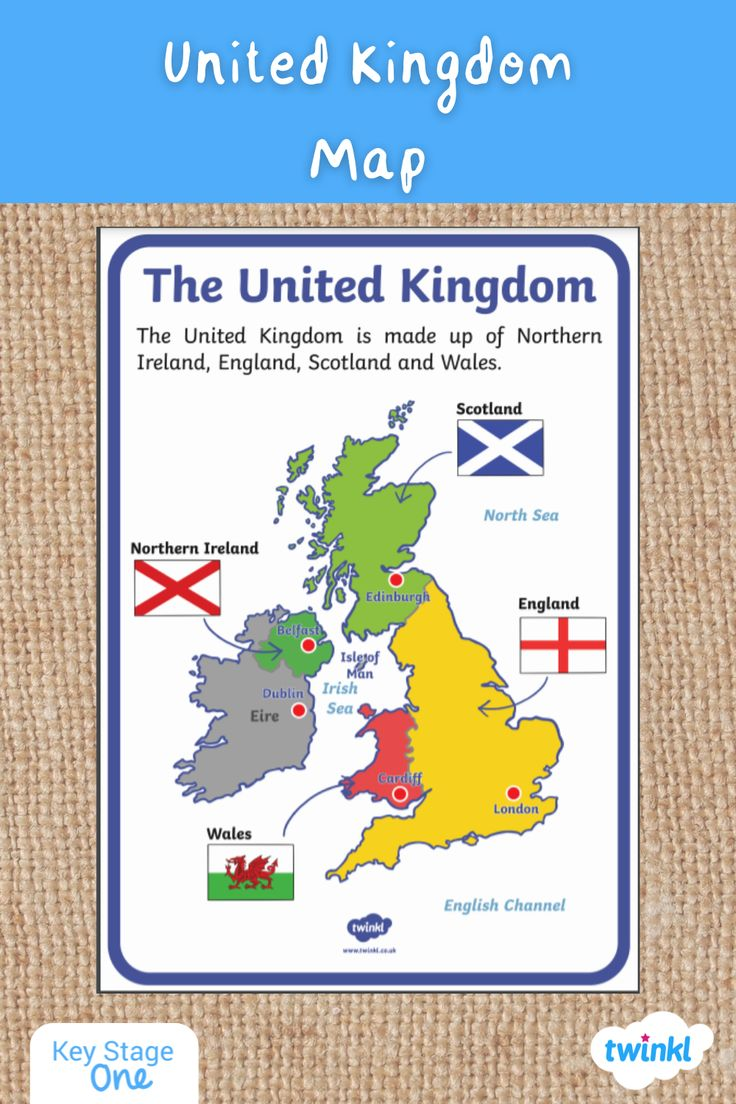 United Kingdom
Map
The United Kingdom
The United Kingdom is made up of Northern
Ireland, England, Scotland and Wales.
Scotland
North Sea
Northern Ireland
Edinburgh
England
Belfast
Isle of
Man
Irish
Sea
Dublin
Eire
Cardiff
London
Wales
English Channel
twinkl
www.twinkl.co.uk
Key Stage
One
twinkl